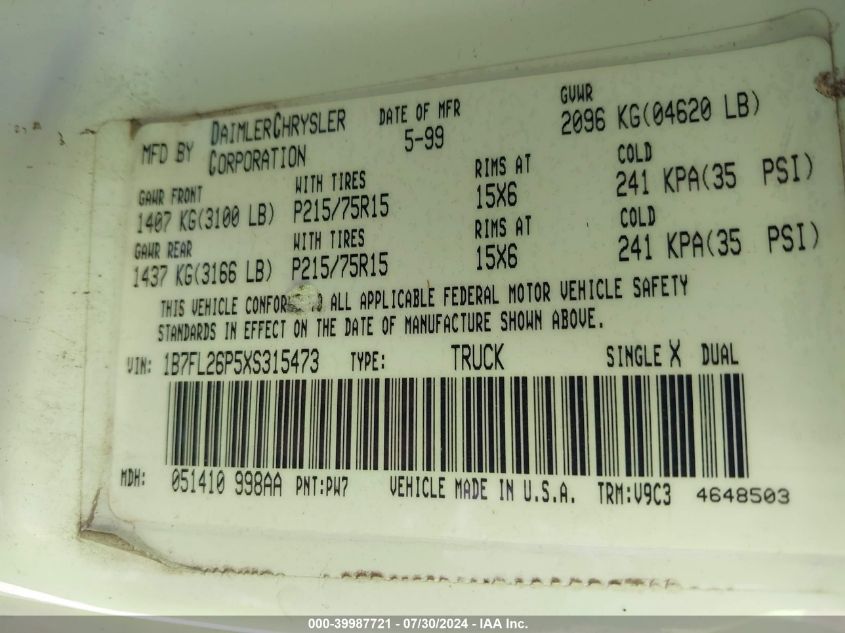 MFD BY DAIMLERCHRYSLER CORPORATION DATE OF MFR 5-99 GVWR 2096 KG(04620 LB)
GAWR FRONT WITH TIRES RIMS AT COLD
1407 KG(3100 LB) P215/75R15 15X6 241 KPA(35 PSI)
GAWR REAR WITH TIRES RIMS AT COLD
1437 KG(3166 LB) P215/75R15 15X6 241 KPA(35 PSI)
THIS VEHICLE ALL APPLICABLE FEDERAL MOTOR VEHICLE SAFETY
STANDARDS IN EFFECT ON THE DATE OF MANUFACTURE SHOWN ABOVE.
VIN: 1B7FL26P5XS315473 TYPE: TRUCK SINGLE X DUAL
MDH: 051410 998AA PNT:PW7 VEHICLE MADE IN U.S.A. TRM:V9C3 4648503
000-39987721 - 07/30/2024 - IAA Inc.